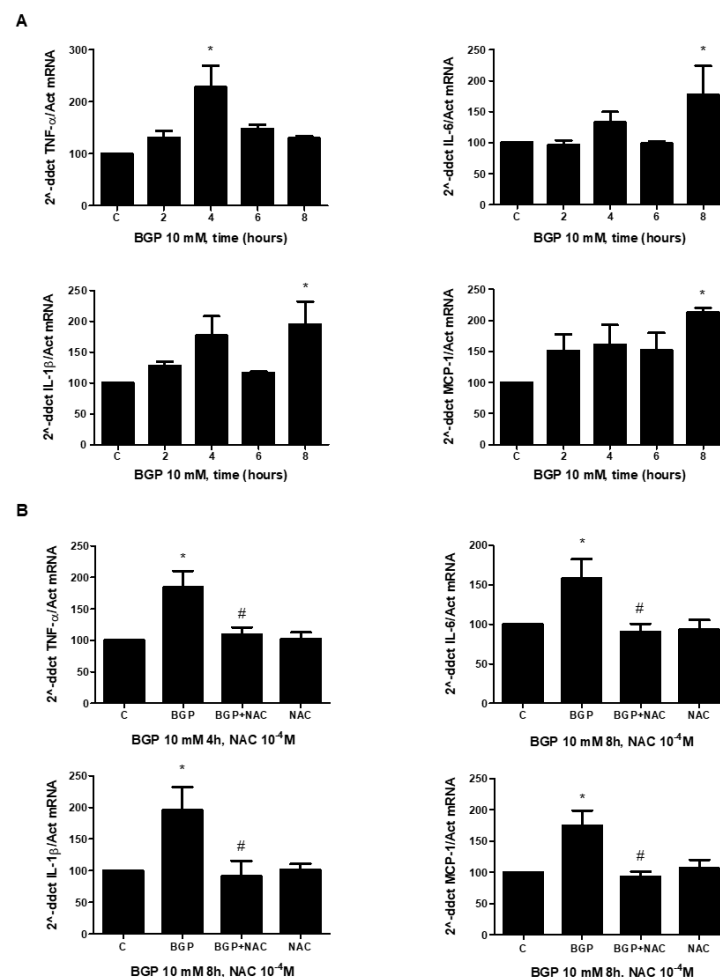 A
2^-ddct TNF-α/Act mRNA
300
250
200
150
100
50
0
*
C 2 4 6 8
BGP 10 mM, time (hours)
2^-ddct IL-6/Act mRNA
250
200
150
100
50
0
*
C 2 4 6 8
BGP 10 mM, time (hours)
2^-ddct IL-1β/Act mRNA
250
200
150
100
50
0
*
C 2 4 6 8
BGP 10 mM, time (hours)
2^-ddct MCP-1/Act mRNA
250
200
150
100
50
0
*
C 2 4 6 8
BGP 10 mM, time (hours)
B
2^-ddct TNF-α/Act mRNA
250
200
150
100
50
0
*
#
C BGP BGP+NAC NAC
BGP 10 mM 4h, NAC 10⁻⁴M
2^-ddct IL-6/Act mRNA
200
150
100
50
0
*
#
C BGP BGP+NAC NAC
BGP 10 mM 8h, NAC 10⁻⁴M
2^-ddct IL-1β/Act mRNA
250
200
150
100
50
0
*
#
C BGP BGP+NAC NAC
BGP 10 mM 8h, NAC 10⁻⁴M
2^-ddct MCP-1/Act mRNA
250
200
150
100
50
0
*
#
C BGP BGP+NAC NAC
BGP 10 mM 8h, NAC 10⁻⁴M